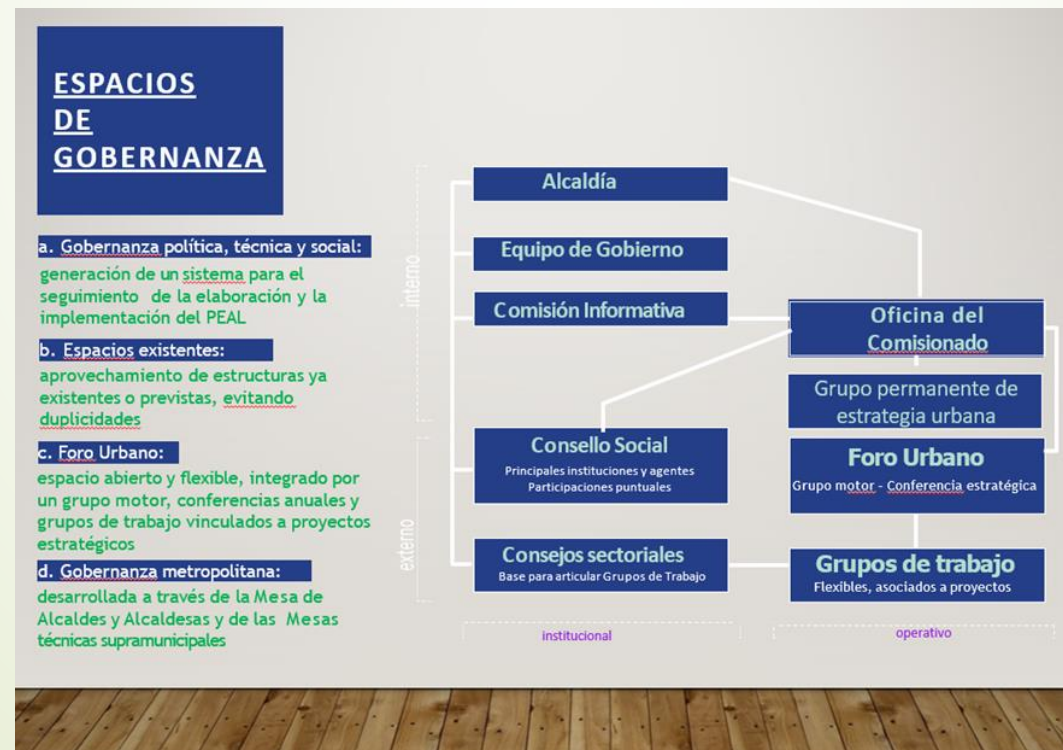 ESPACIOS
DE
GOBERNANZA
a. Gobernanza política, técnica y social:
generación de un sistema para el
seguimiento de la elaboración y la
implementación del PEAL
b. Espacios existentes:
aprovechamiento de estructuras ya
existentes o previstas, evitando
duplicidades
c. Foro Urbano:
espacio abierto y flexible, integrado por
un grupo motor, conferencias anuales y
grupos de trabajo vinculados a proyectos
estratégicos
d. Gobernanza metropolitana:
desarrollada a través de la Mesa de
Alcaldes y Alcaldesas y de las Mesas
técnicas supramunicipales
interno
externo
Alcaldía
Equipo de Gobierno
Comisión Informativa
Consello Social
Principales instituciones y agentes
Participaciones puntuales
Consejos sectoriales
Base para articular Grupos de Trabajo
institucional
Oficina del
Comisionado
Grupo permanente de
estrategia urbana
Foro Urbano
Grupo motor - Conferencia estratégica
Grupos de trabajo
Flexibles, asociados a proyectos
operativo